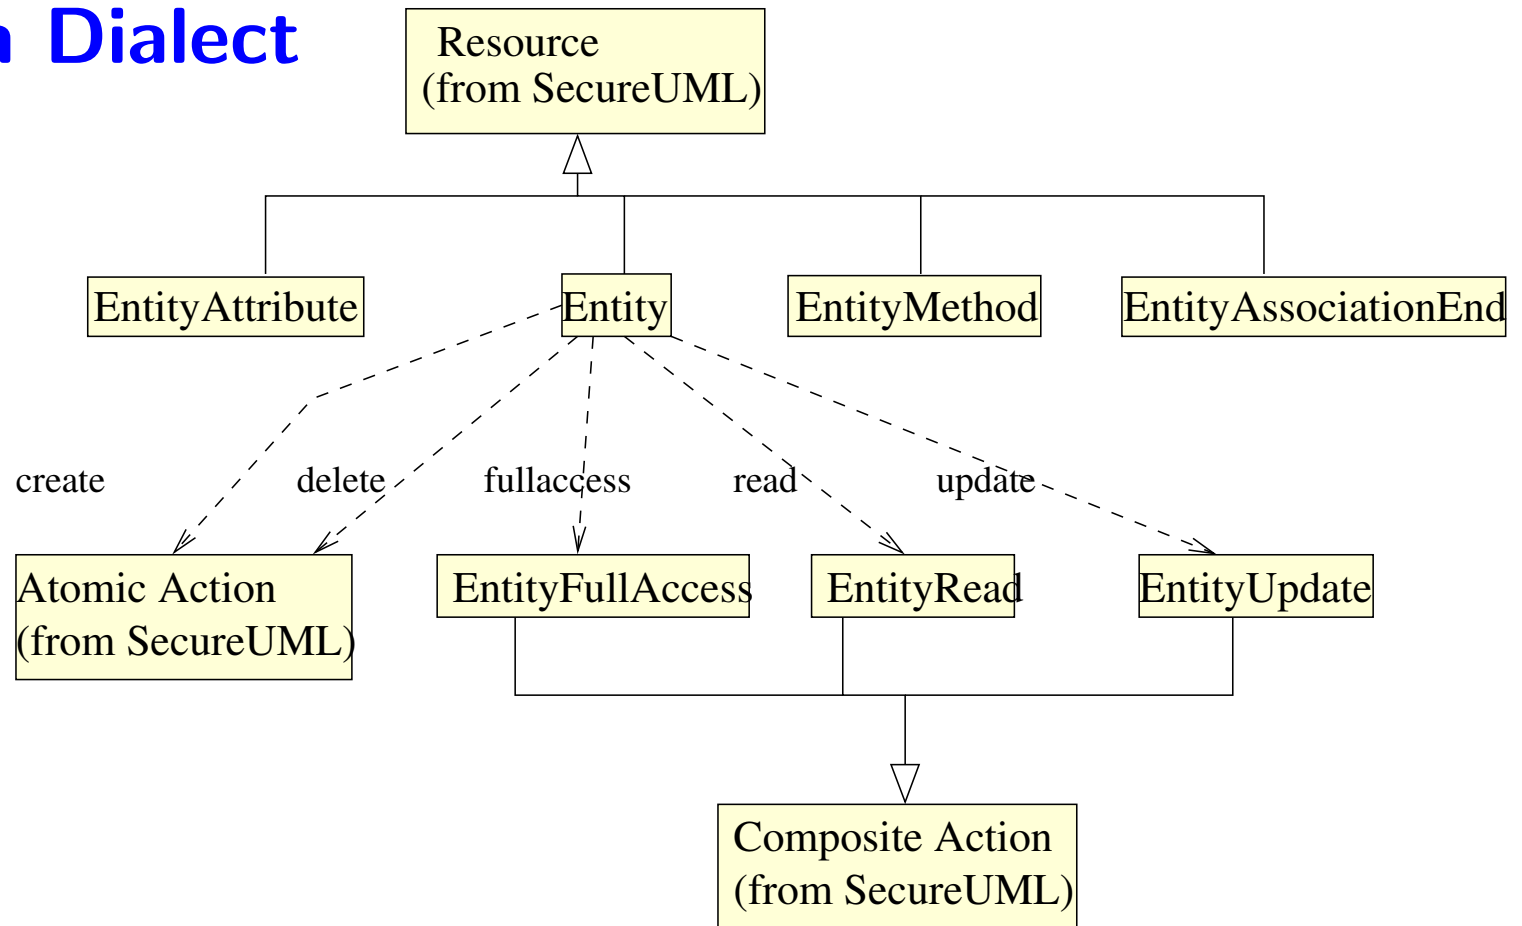 n Dialect
Resource
(from SecureUML)
EntityAttribute
Entity
EntityMethod
EntityAssociationEnd
create
delete
fullaccess
read
update
Atomic Action
(from SecureUML)
EntityFullAccess
EntityRead
EntityUpdate
Composite Action
(from SecureUML)